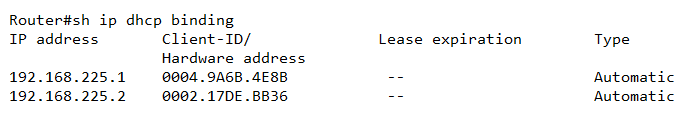 Router#sh ip dhcp binding
IP address       Client-ID/              Lease expiration        Type
                 Hardware address
192.168.225.1    0004.9A6B.4E8B           --                     Automatic
192.168.225.2    0002.17DE.BB36           --                     Automatic